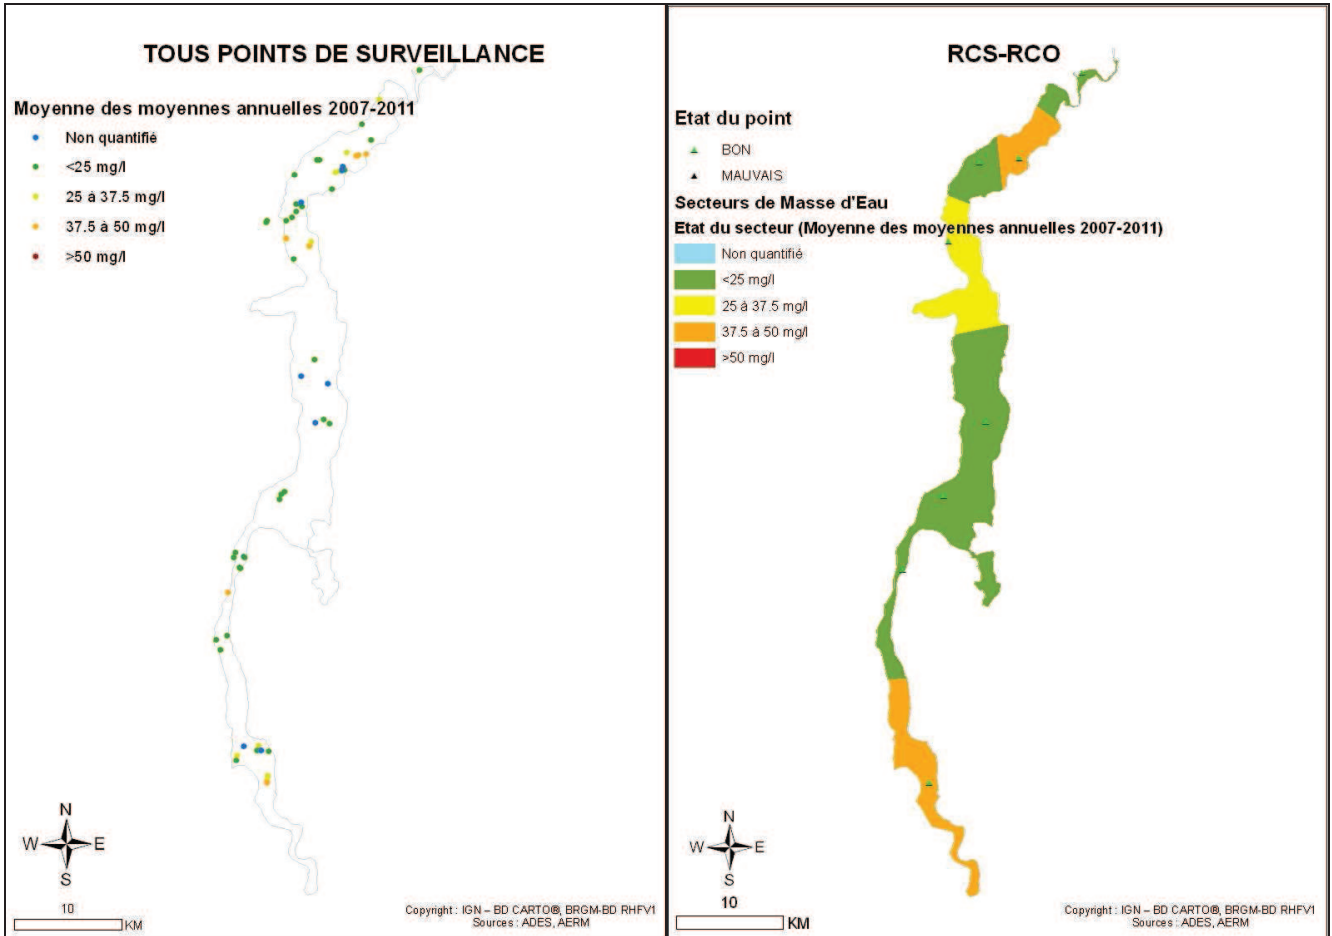 TOUS POINTS DE SURVEILLANCE
Moyenne des moyennes annuelles 2007-2011
Non quantifié
<25 mg/l
25 à 37.5 mg/l
37.5 à 50 mg/l
>50 mg/l
N
W E
S
10
KM
Copyright : IGN – BD CARTO®, BRGM-BD RHFV1
Sources : ADES, AERM
RCS-RCO
Etat du point
BON
MAUVAIS
Secteurs de Masse d'Eau
Etat du secteur (Moyenne des moyennes annuelles 2007-2011)
Non quantifié
<25 mg/l
25 à 37.5 mg/l
37.5 à 50 mg/l
>50 mg/l
N
W E
S
10
KM
Copyright : IGN – BD CARTO®, BRGM-BD RHFV1
Sources : ADES, AERM